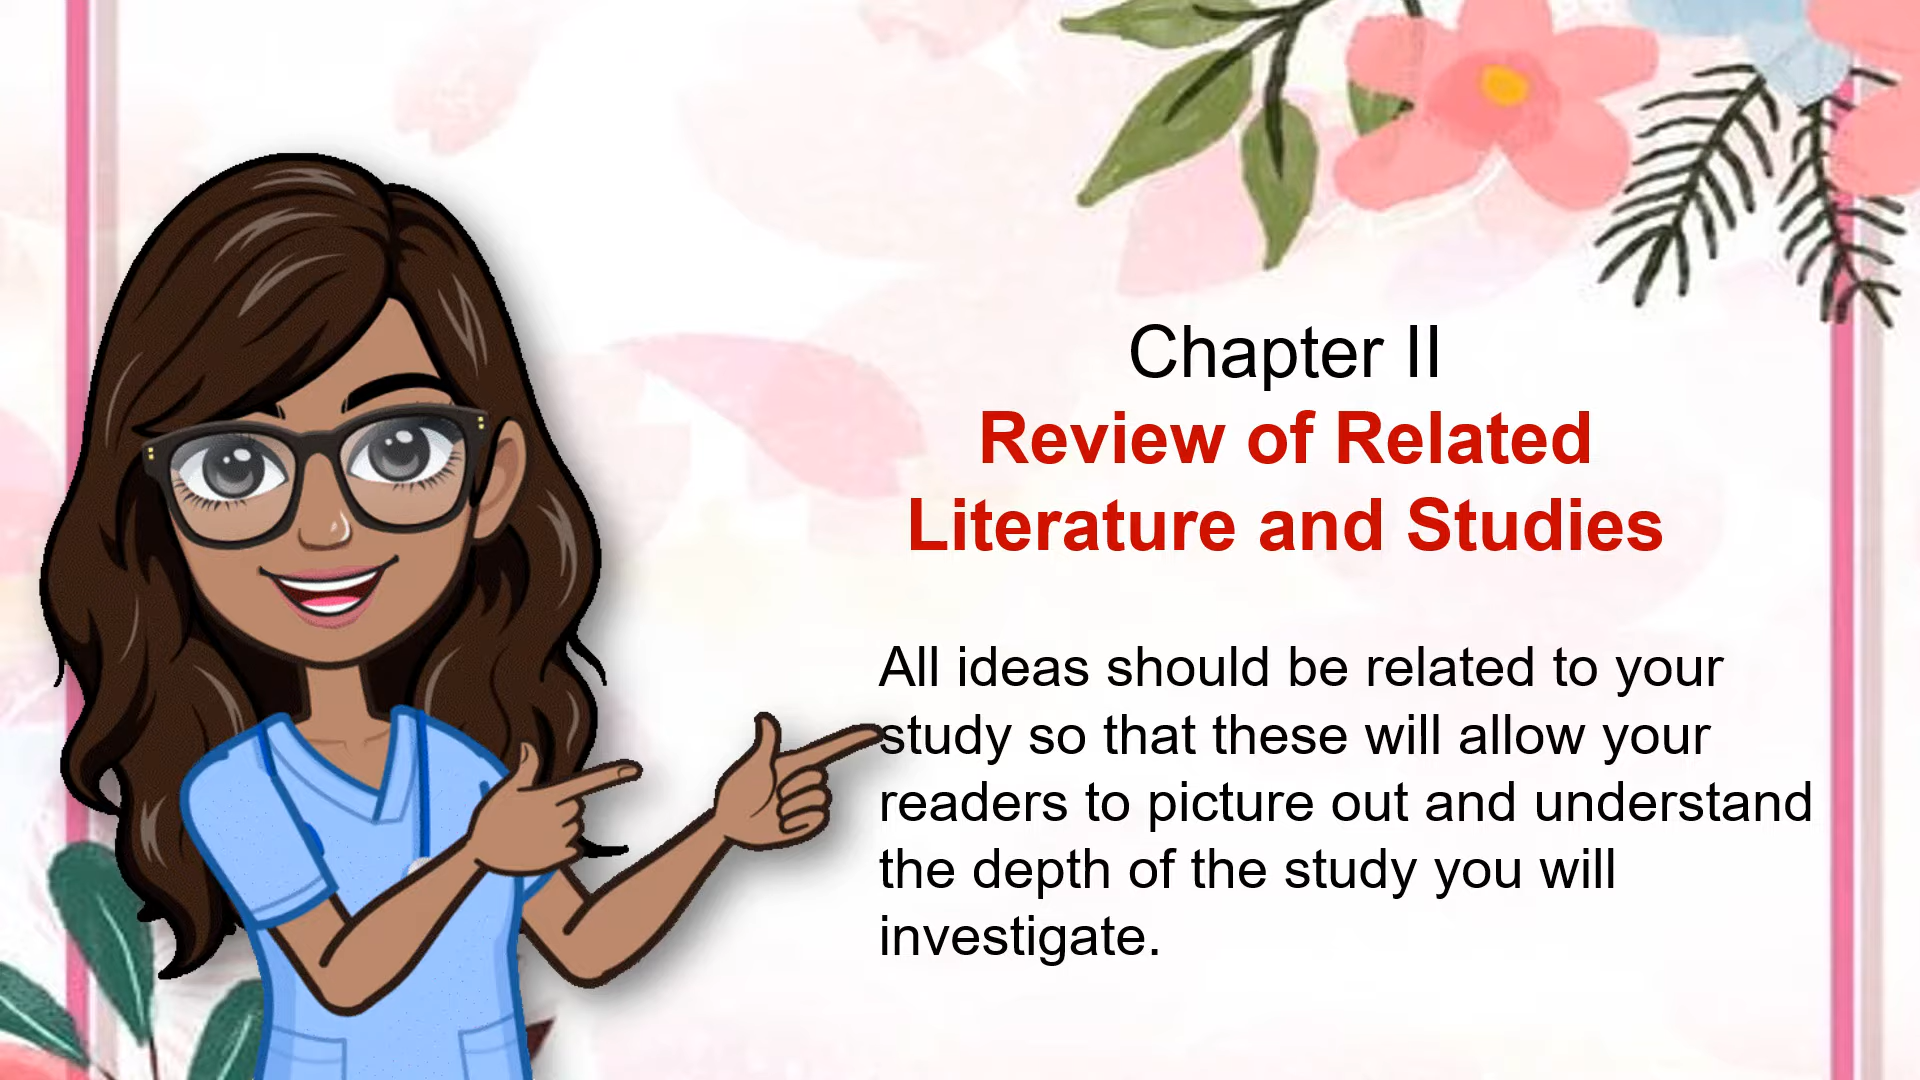 Chapter II
Review of Related
Literature and Studies
All ideas should be related to your
study so that these will allow your
readers to picture out and understand
the depth of the study you will
investigate.